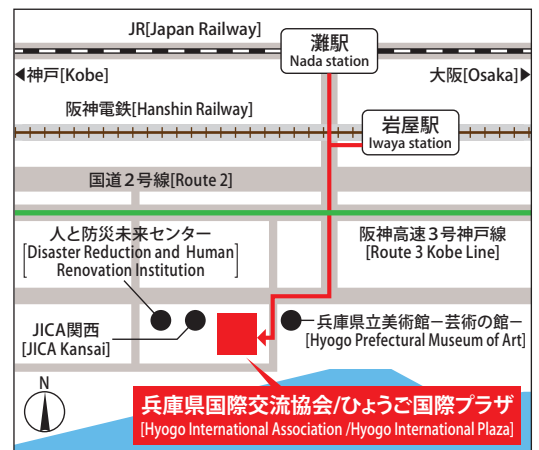 JR[Japan Railway]
灘駅
Nada station
◀神戸[Kobe]
大阪[Osaka]▶
阪神電鉄[Hanshin Railway]
岩屋駅
Iwaya station
国道２号線[Route 2]
人と防災未来センター
[Disaster Reduction and Human
Renovation Institution]
阪神高速３号神戸線
[Route 3 Kobe Line]
JICA関西
[JICA Kansai]
兵庫県立美術館ー芸術の館ー
[Hyogo Prefectural Museum of Art]
N
兵庫県国際交流協会/ひょうご国際プラザ
[Hyogo International Association /Hyogo International Plaza]